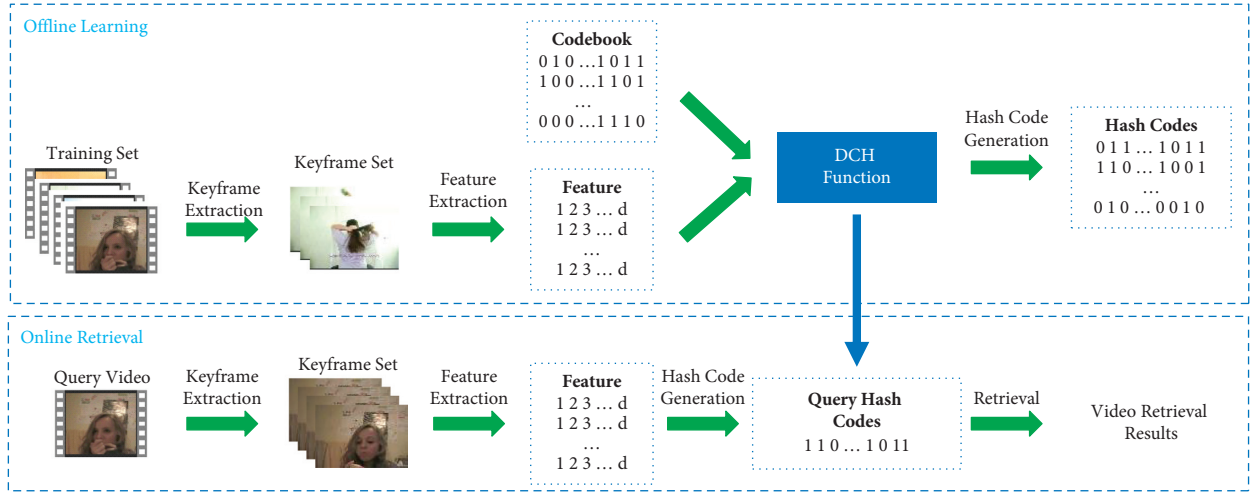 Offline Learning
Codebook
0 1 0 ...1 0 1 1
1 0 0 ...1 1 0 1
...
0 0 0 ...1 1 1 0
Training Set
Keyframe
Extraction
Keyframe Set
Feature
Extraction
Feature
1 2 3 ... d
1 2 3 ... d
...
1 2 3 ... d
DCH
Function
Hash Code
Generation
Hash Codes
0 1 1 ... 1 0 1 1
1 1 0 ... 1 0 0 1
...
0 1 0 ... 0 0 1 0
Online Retrieval
Query Video
Keyframe
Extraction
Keyframe Set
Feature
Extraction
Feature
1 2 3 ... d
1 2 3 ... d
...
1 2 3 ... d
Hash Code
Generation
Query Hash
Codes
1 1 0 ... 1 0 11
Retrieval
Video Retrieval
Results